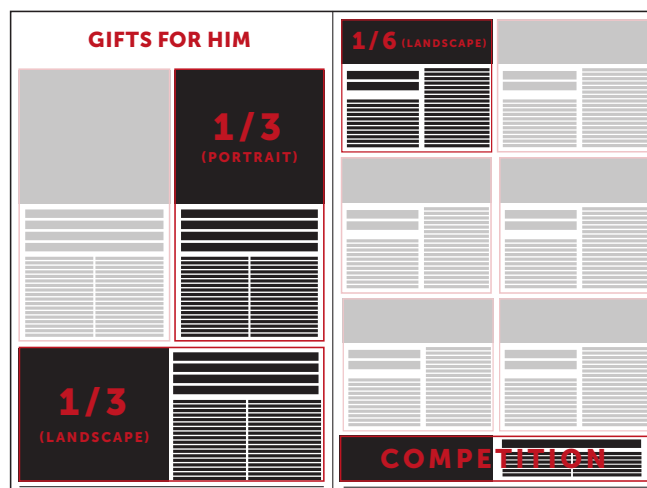 GIFTS FOR HIM
1/3
(PORTRAIT)
1/3
(LANDSCAPE)
1/6 (LANDSCAPE)
COMPETITION